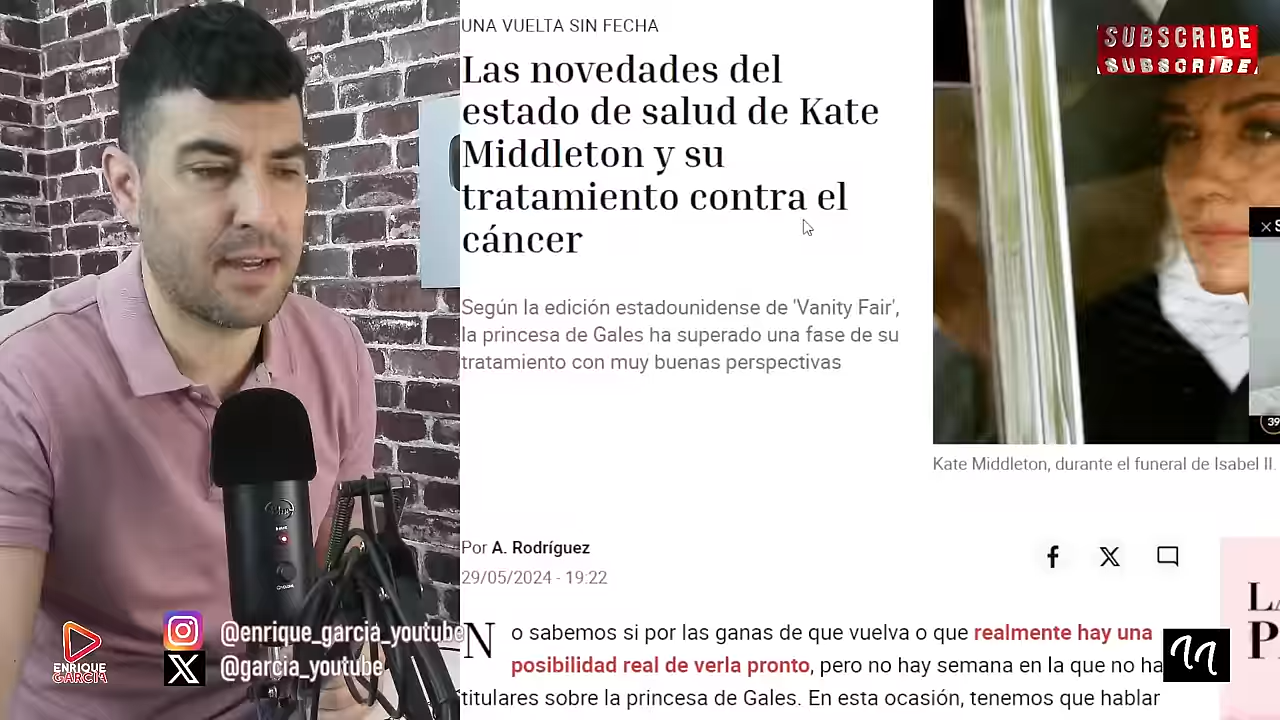 UNA VUELTA SIN FECHA
Las novedades del
estado de salud de Kate
Middleton y su
tratamiento contra el
cáncer
Según la edición estadounidense de 'Vanity Fair',
la princesa de Gales ha superado una fase de su
tratamiento con muy buenas perspectivas
SUBSCRIBE
SUBSCRIBE
39
Kate Middleton, durante el funeral de Isabel II.
Por A. Rodríguez
29/05/2024 - 19:22
No sabemos si por las ganas de que vuelva o que realmente hay una
posibilidad real de verla pronto, pero no hay semana en la que no ha
titulares sobre la princesa de Gales. En esta ocasión, tenemos que hablar
@enrique_garcia_youtube
@garcia_youtube
ENRIQUE
GARCIA